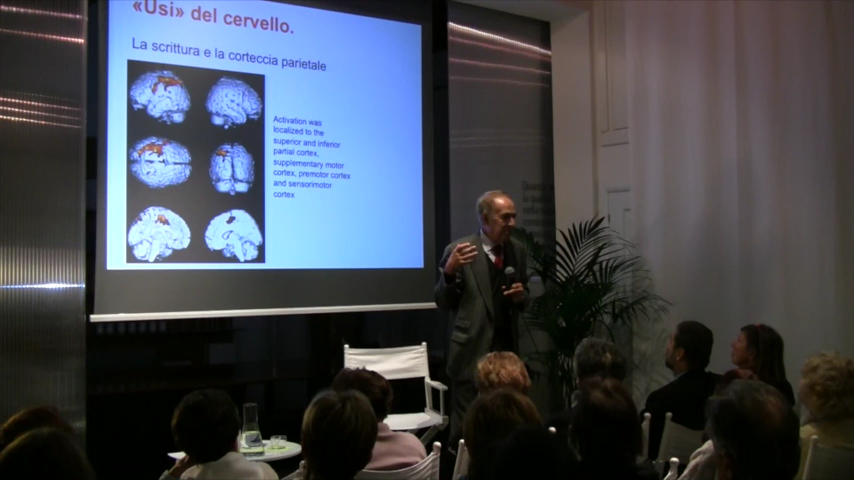 «Usi» del cervello.
La scrittura e la corteccia parietale
Activation was
localized to the
superior and inferior
partial cortex,
supplementary motor
cortex, premotor cortex
and sensorimotor
cortex